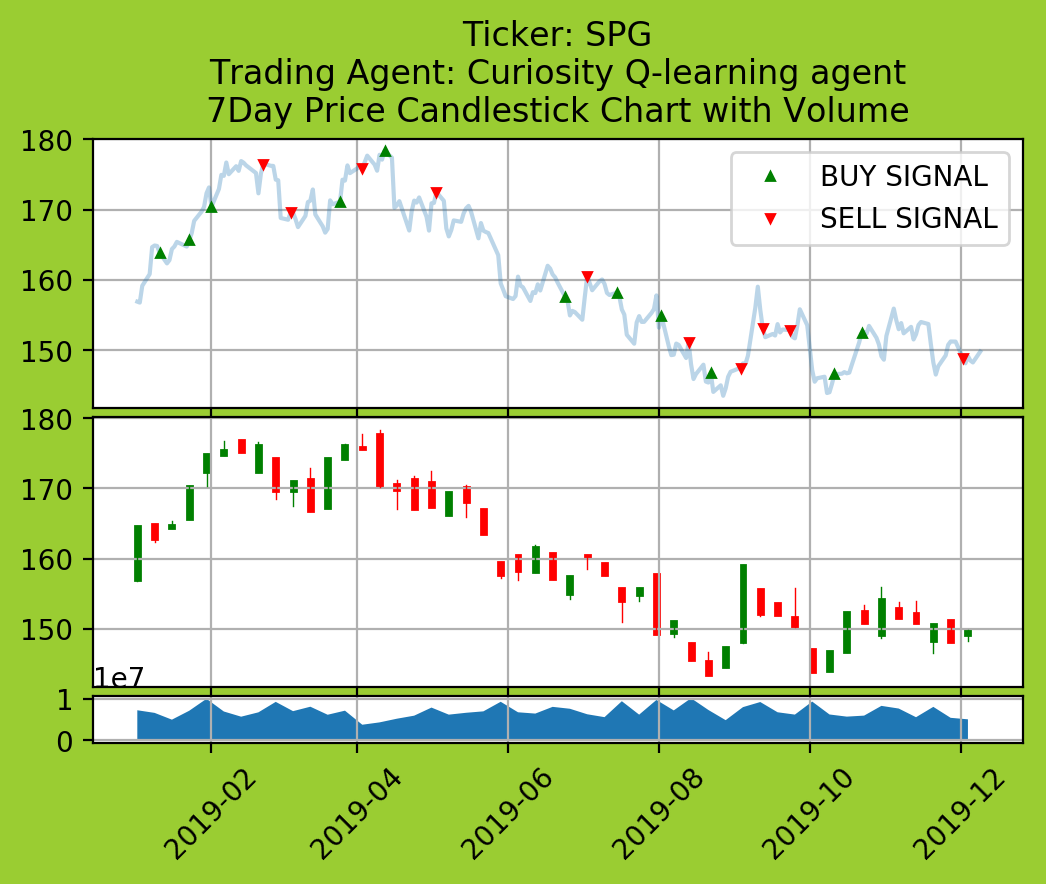 Ticker: SPG
Trading Agent: Curiosity Q-learning agent
7Day Price Candlestick Chart with Volume
180
170
160
150
BUY SIGNAL
SELL SIGNAL
180
170
160
150
1e7
1
0
2019-02
2019-04
2019-06
2019-08
2019-10
2019-12